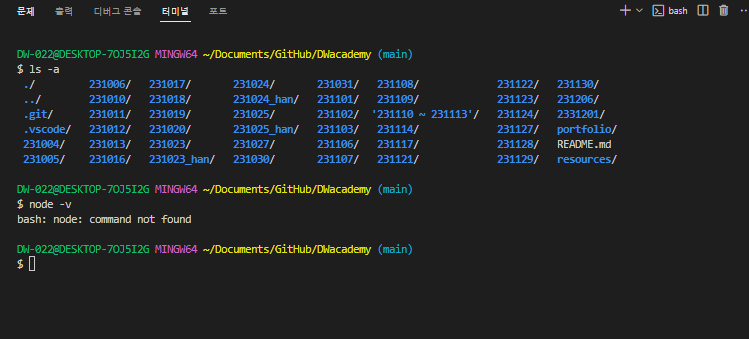 문제 출력 디버그 콘솔 터미널 포트 bash
DW-022@DESKTOP-7OJ5I2G MINGW64 ~/Documents/GitHub/DWacademy (main)
$ ls -a
./ 231006/ 231017/ 231024/ 231031/ 231108/ 231122/ 231130/
../ 231010/ 231018/ 231024_han/ 231101/ 231109/ 231123/ 231206/
.git/ 231011/ 231019/ 231025/ 231102/ '231110 ~ 231113'/ 231124/ 2331201/
.vscode/ 231012/ 231020/ 231025_han/ 231103/ 231114/ 231127/ portfolio/
231004/ 231013/ 231023/ 231027/ 231106/ 231117/ 231128/ README.md
231005/ 231016/ 231023_han/ 231030/ 231107/ 231121/ 231129/ resources/
DW-022@DESKTOP-7OJ5I2G MINGW64 ~/Documents/GitHub/DWacademy (main)
$ node -v
bash: node: command not found
DW-022@DESKTOP-7OJ5I2G MINGW64 ~/Documents/GitHub/DWacademy (main)
$